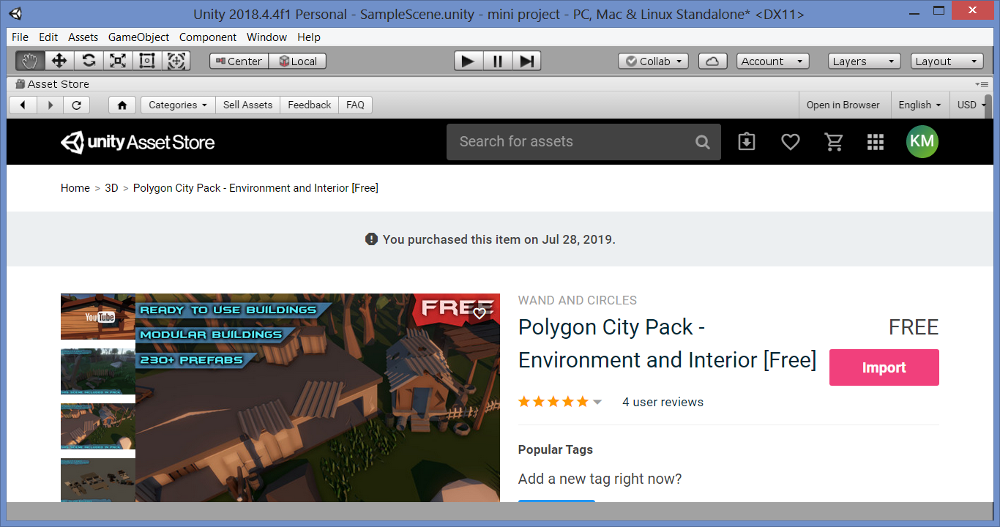 Unity 2018.4.4f1 Personal - SampleScene.unity - mini project - PC, Mac & Linux Standalone* <DX11>
File Edit Assets GameObject Component Window Help
Center Local Collab Account Layers Layout
Asset Store
Categories Sell Assets Feedback FAQ Open in Browser English USD
unity Asset Store Search for assets KM
Home > 3D > Polygon City Pack - Environment and Interior [Free]
You purchased this item on Jul 28, 2019.
YouTube
READY TO USE BUILDINGS
MODULAR BUILDINGS
230+ PREFABS
FREE
WAND AND CIRCLES
Polygon City Pack -
Environment and Interior [Free]
FREE
Import
4 user reviews
Popular Tags
Add a new tag right now?